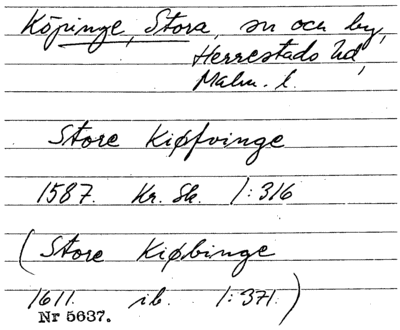 Köpinge, Stora, sn och by,
Herrestads hd,
Malm. l.
Store Kiøfvinge
1587. Kr. Sk. 1:316
(Store Kiøbinge
1611. ib. 1:371.)
Nr 5637.